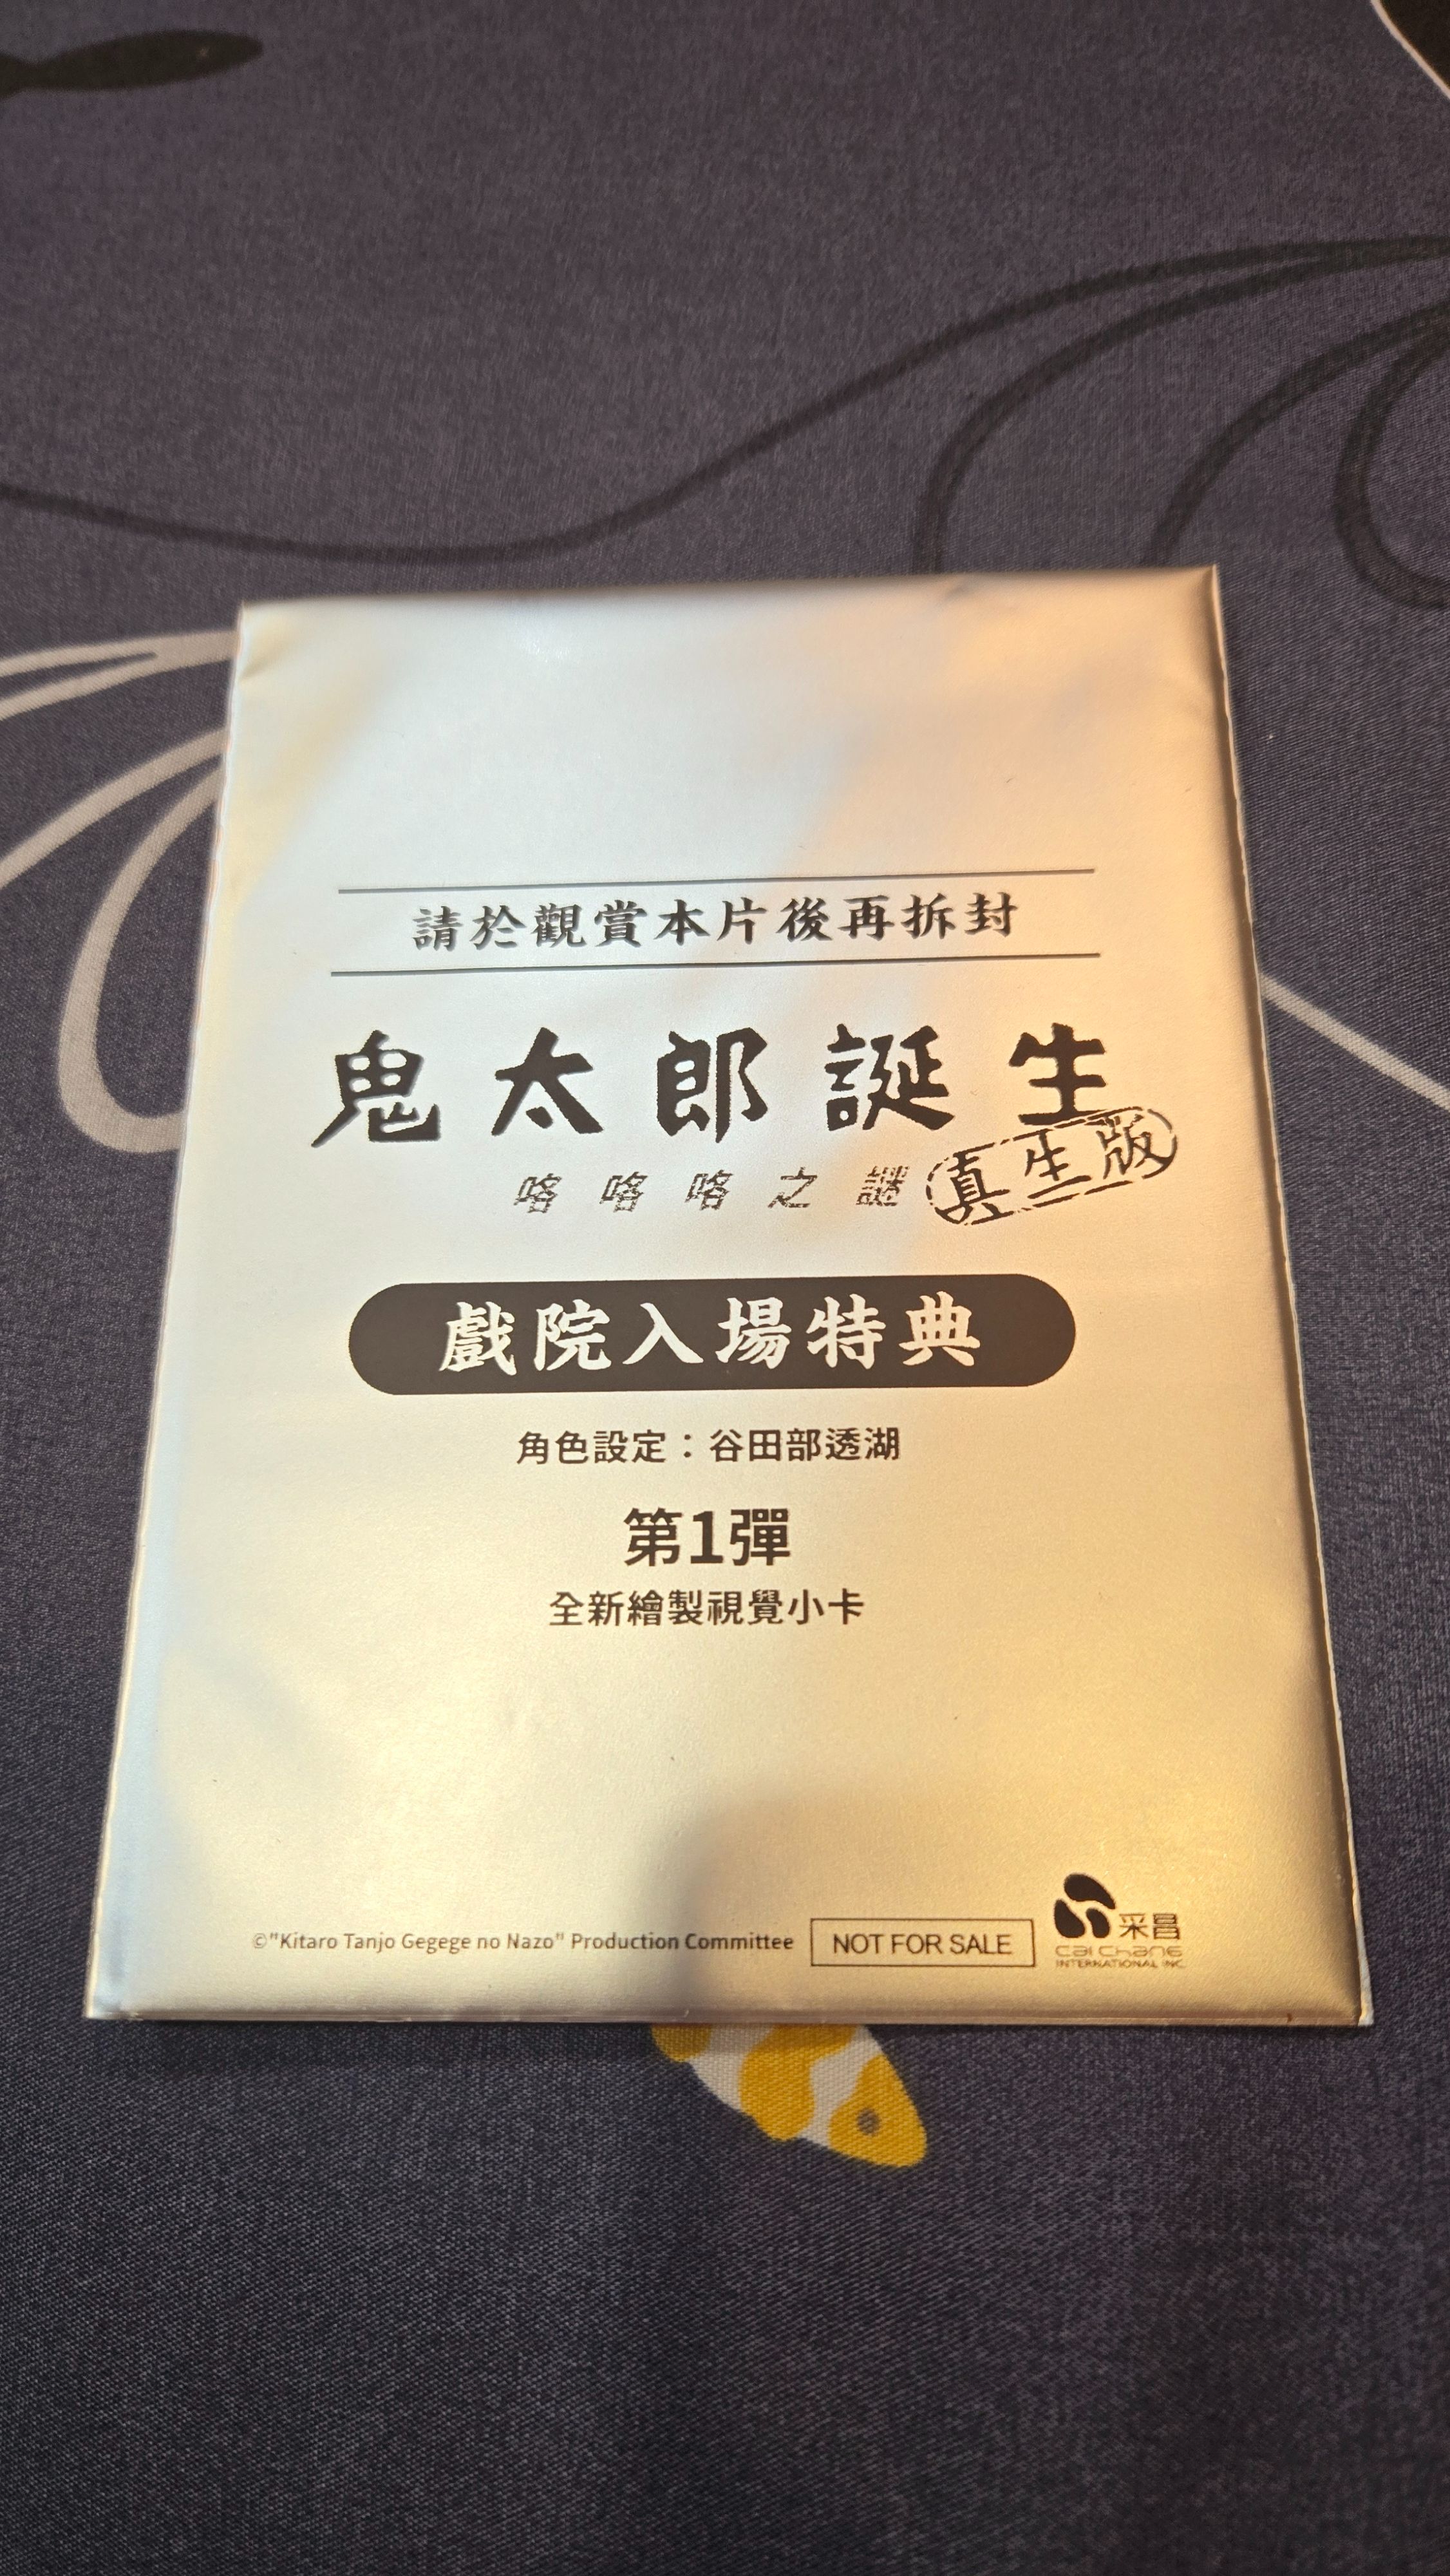 請於觀賞本片後再拆封
鬼太郎誕生
咯咯咯之謎 真生版
戲院入場特典
角色設定：谷田部透湖
第1彈
全新繪製視覺小卡
©"Kitaro Tanjo Gegege no Nazo" Production Committee
NOT FOR SALE
采昌
cai chang
INTERNATIONAL INC.